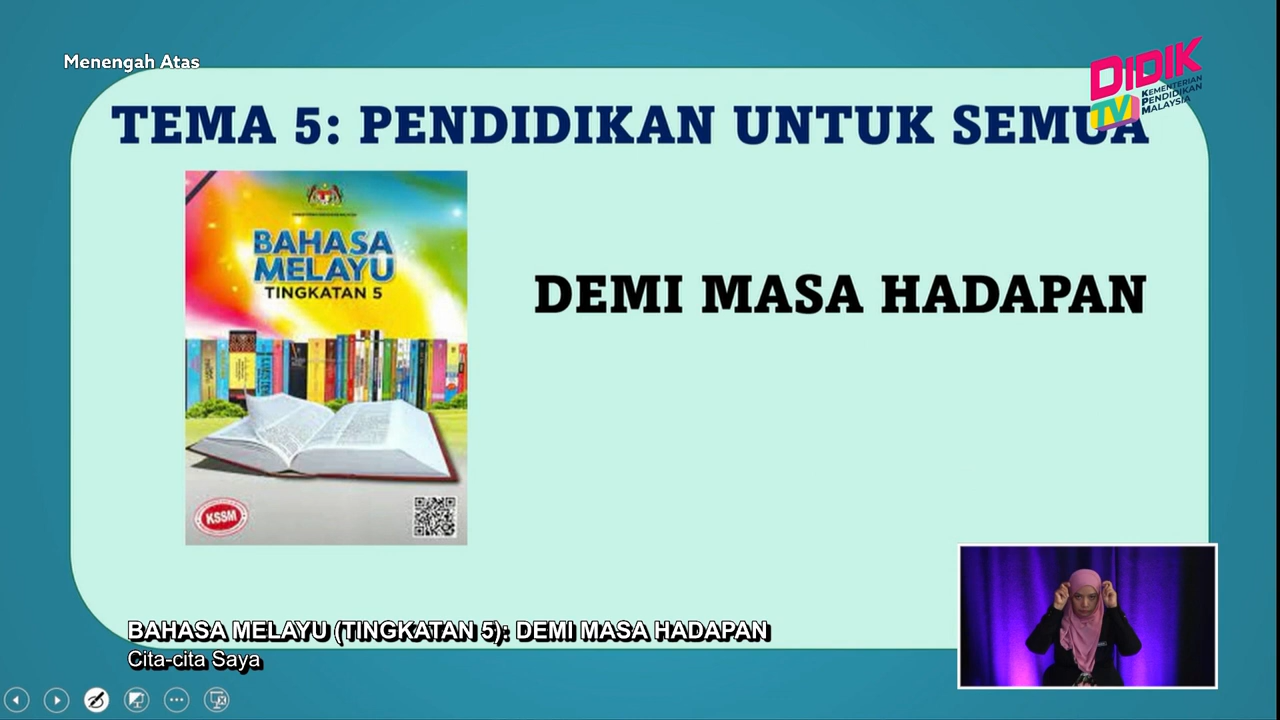 Menengah Atas
DIDIK
TV
KEMENTERIAN
PENDIDIKAN
MALAYSIA
TEMA 5: PENDIDIKAN UNTUK SEMUA
BAHASA
MELAYU
TINGKATAN 5
DEMI MASA HADAPAN
KSSM
BAHASA MELAYU (TINGKATAN 5): DEMI MASA HADAPAN
Cita-cita Saya